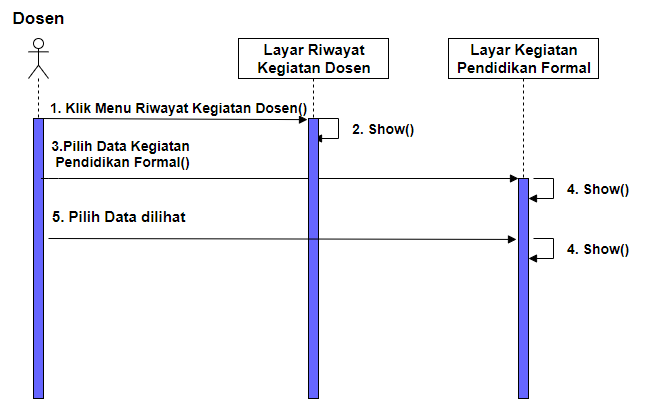 Dosen
Layar Riwayat
Kegiatan Dosen
Layar Kegiatan
Pendidikan Formal
1. Klik Menu Riwayat Kegiatan Dosen()
2. Show()
3.Pilih Data Kegiatan
Pendidikan Formal()
4. Show()
5. Pilih Data dilihat
4. Show()